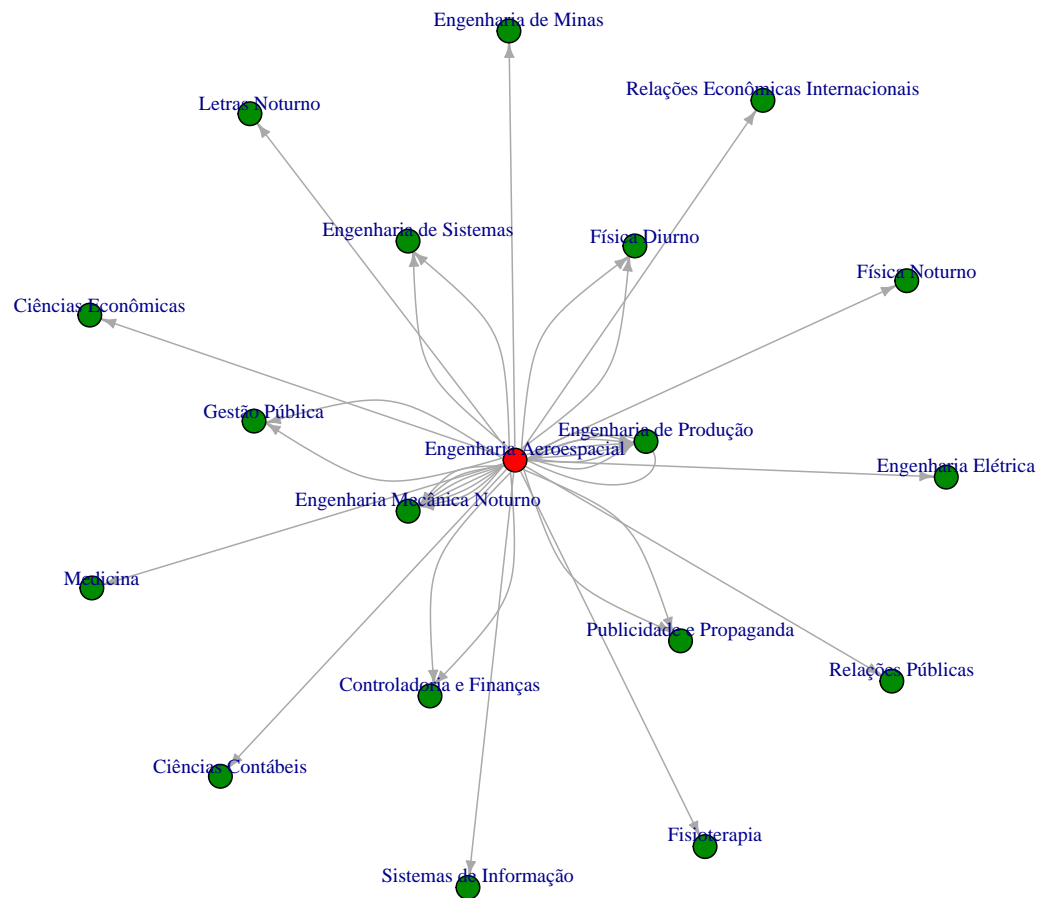 Engenharia de Minas
Relações Econômicas Internacionais
Letras Noturno
Engenharia de Sistemas
Física Diurno
Física Noturno
Ciências Econômicas
Gestão Pública
Engenharia de Produção
Engenharia Aeroespacial
Engenharia Elétrica
Engenharia Mecânica Noturno
Medicina
Publicidade e Propaganda
Relações Públicas
Controladoria e Finanças
Ciências Contábeis
Fisioterapia
Sistemas de Informação